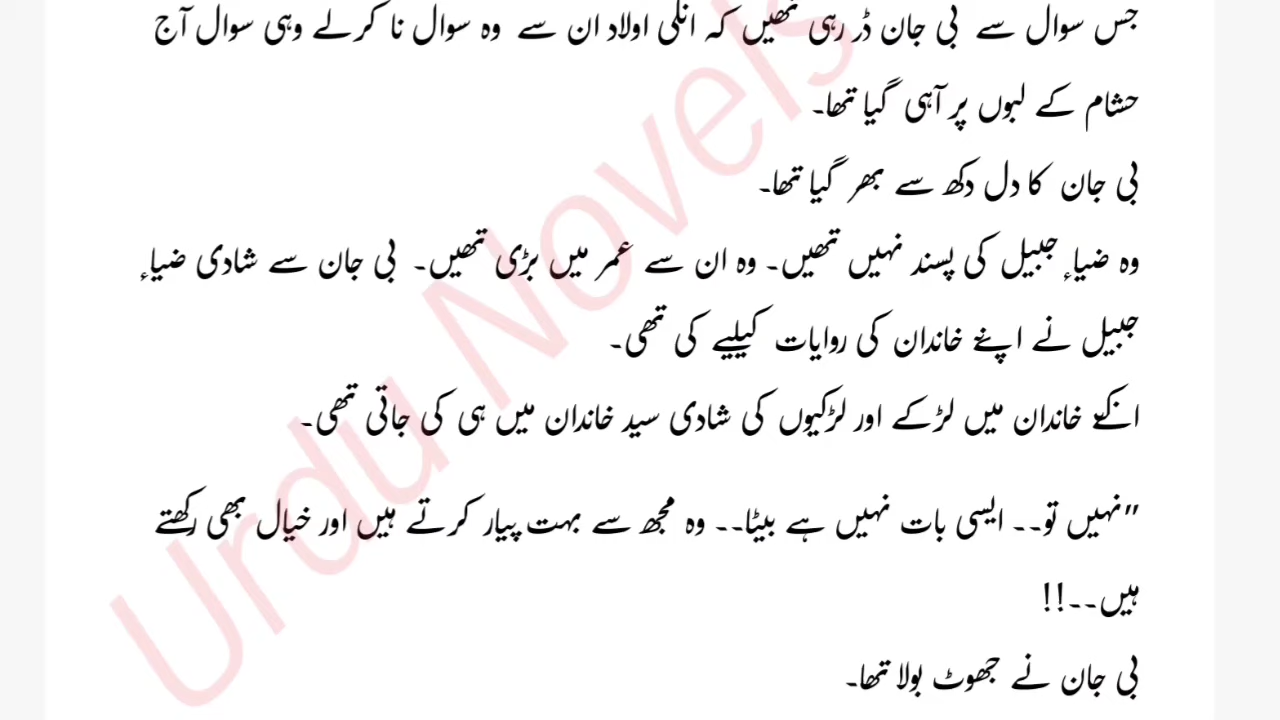 جس سوال سے بی جان ڈر رہی تھیں کہ انکی اولاد ان سے وہ سوال نا کرلے وہی سوال آج
حشام کے لبوں پر آہی گیا تھا۔
بی جان کا دل دکھ سے بھر گیا تھا۔
وہ ضیاء جبیل کی پسند نہیں تھیں۔ وہ ان سے عمر میں بڑی تھیں۔ بی جان سے شادی ضیاء
جبیل نے اپنے خاندان کی روایات کیلیے کی تھی۔
انکے خاندان میں لڑکے اور لڑکیوں کی شادی سید خاندان میں ہی کی جاتی تھی۔
”نہیں تو۔۔ ایسی بات نہیں ہے بیٹا۔۔ وہ مجھ سے بہت پیار کرتے ہیں اور خیال بھی رکھتے
ہیں۔۔!!
بی جان نے جھوٹ بولا تھا۔
Urdu Novels